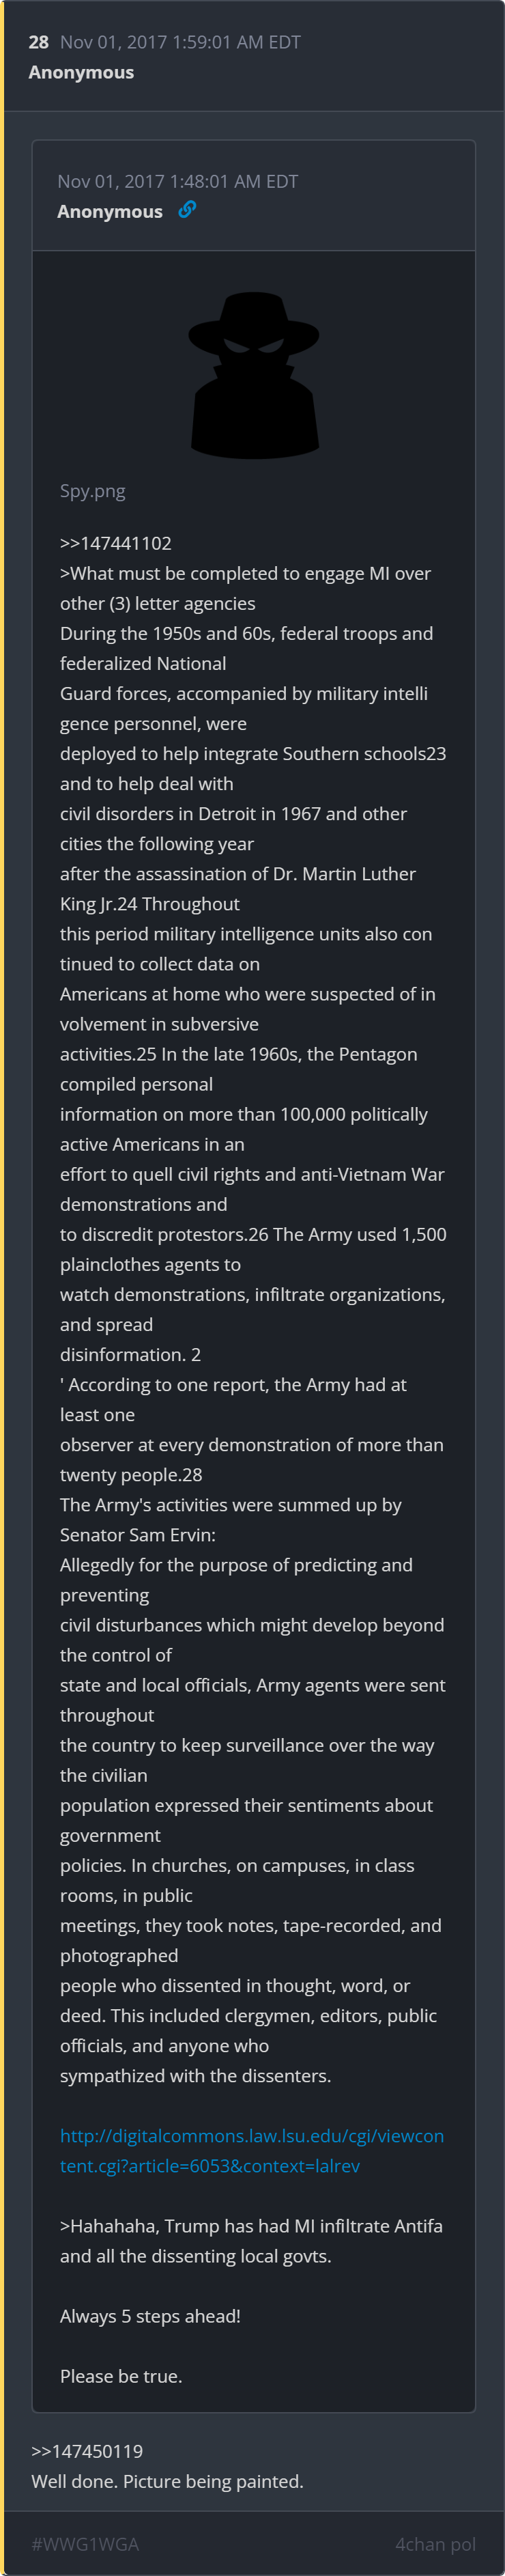 28 Nov 01, 2017 1:59:01 AM EDT
Anonymous
Nov 01, 2017 1:48:01 AM EDT
Anonymous
Spy.png
>>147441102
>What must be completed to engage MI over
other (3) letter agencies
During the 1950s and 60s, federal troops and
federalized National
Guard forces, accompanied by military intelli
gence personnel, were
deployed to help integrate Southern schools23
and to help deal with
civil disorders in Detroit in 1967 and other
cities the following year
after the assassination of Dr. Martin Luther
King Jr.24 Throughout
this period military intelligence units also con
tinued to collect data on
Americans at home who were suspected of in
volvement in subversive
activities.25 In the late 1960s, the Pentagon
compiled personal
information on more than 100,000 politically
active Americans in an
effort to quell civil rights and anti-Vietnam War
demonstrations and
to discredit protestors.26 The Army used 1,500
plainclothes agents to
watch demonstrations, infiltrate organizations,
and spread
disinformation. 2
' According to one report, the Army had at
least one
observer at every demonstration of more than
twenty people.28
The Army's activities were summed up by
Senator Sam Ervin:
Allegedly for the purpose of predicting and
preventing
civil disturbances which might develop beyond
the control of
state and local officials, Army agents were sent
throughout
the country to keep surveillance over the way
the civilian
population expressed their sentiments about
government
policies. In churches, on campuses, in class
rooms, in public
meetings, they took notes, tape-recorded, and
photographed
people who dissented in thought, word, or
deed. This included clergymen, editors, public
officials, and anyone who
sympathized with the dissenters.
http://digitalcommons.law.lsu.edu/cgi/viewcon
tent.cgi?article=6053&context=lalrev
>Hahahaha, Trump has had MI infiltrate Antifa
and all the dissenting local govts.
Always 5 steps ahead!
Please be true.
>>147450119
Well done. Picture being painted.
#WWG1WGA 4chan pol